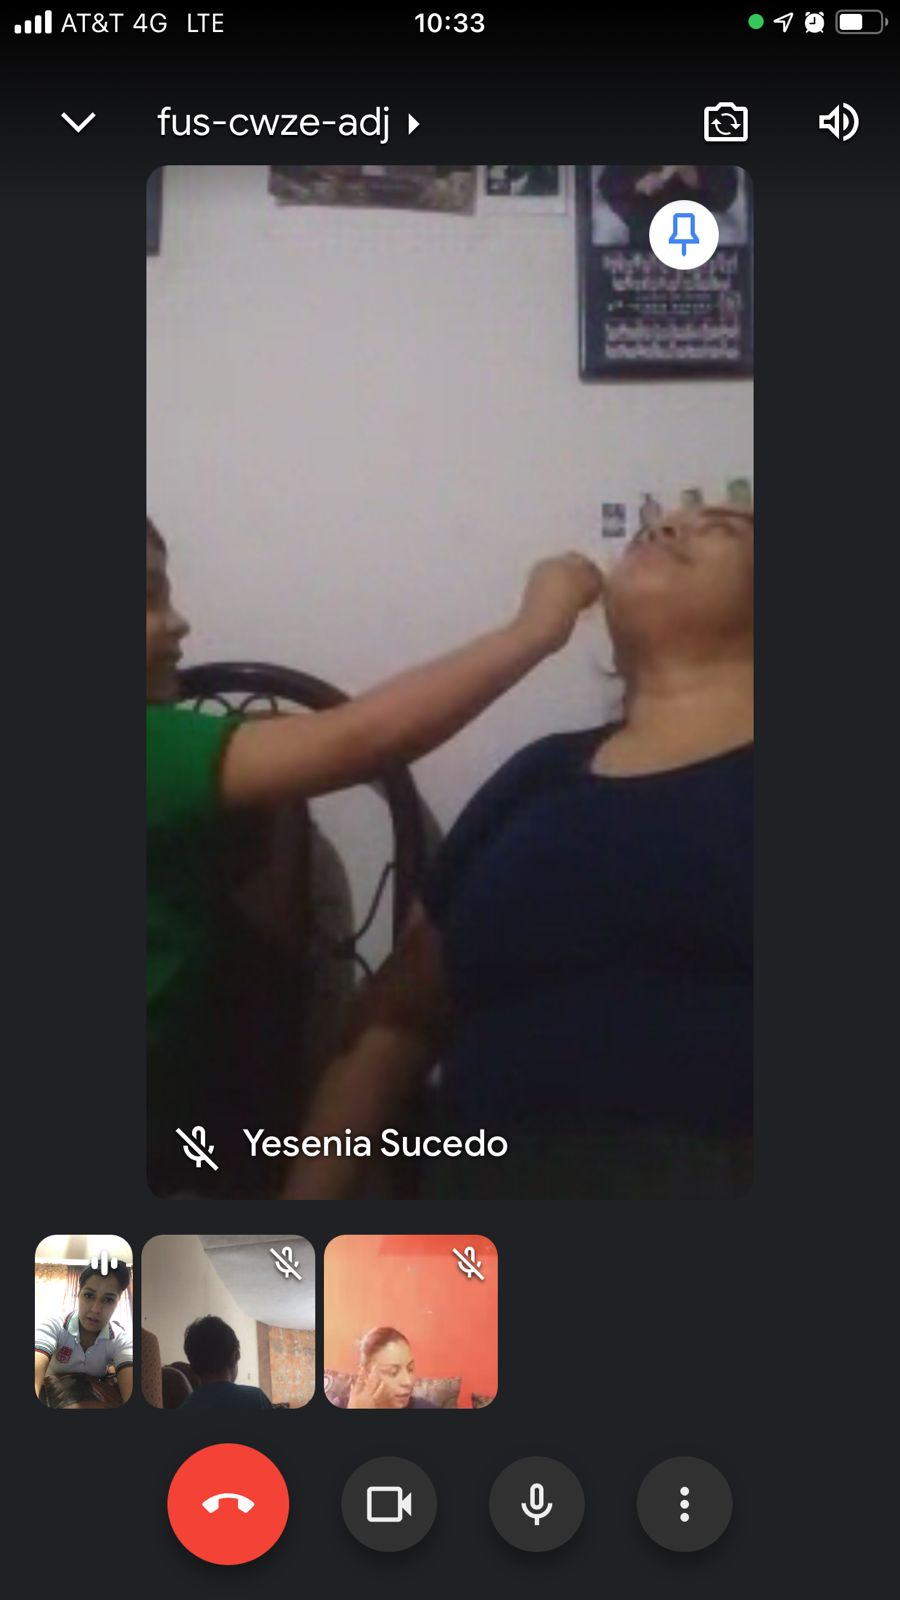 AT&T 4G LTE 10:33
fus-cwze-adj
Yesenia Sucedo